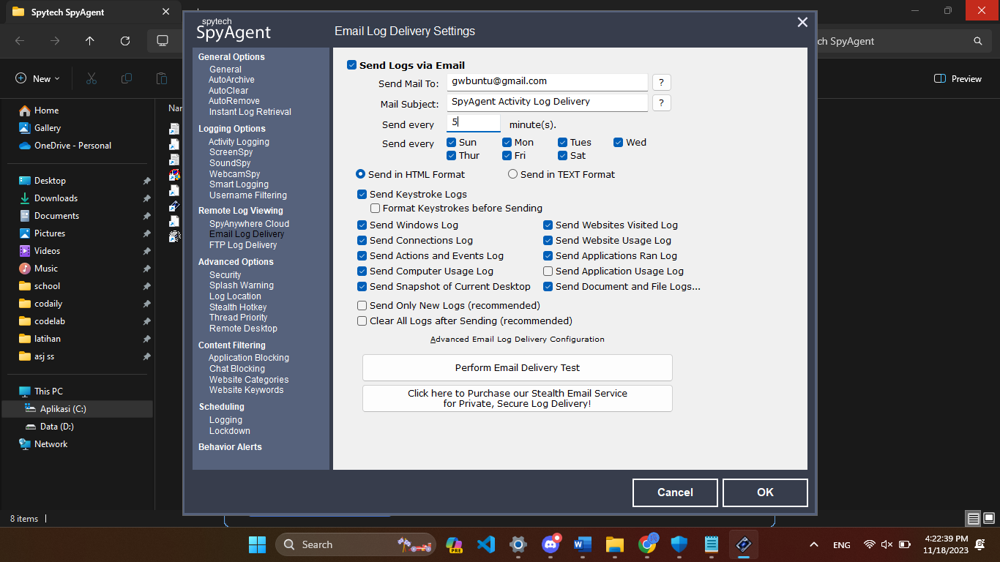 Spytech SpyAgent
spytech
SpyAgent
Email Log Delivery Settings
ch SpyAgent
New
Preview
Home
Gallery
OneDrive - Personal
Desktop
Downloads
Documents
Pictures
Videos
Music
school
codaily
codelab
latihan
asj ss
This PC
Aplikasi (C:)
Data (D:)
Network
Nar
8 items
General Options
General
AutoArchive
AutoClear
AutoRemove
Instant Log Retrieval
Logging Options
Activity Logging
ScreenSpy
SoundSpy
WebcamSpy
Smart Logging
Username Filtering
Remote Log Viewing
SpyAnywhere Cloud
Email Log Delivery
FTP Log Delivery
Advanced Options
Security
Splash Warning
Log Location
Stealth Hotkey
Thread Priority
Remote Desktop
Content Filtering
Application Blocking
Chat Blocking
Website Categories
Website Keywords
Scheduling
Logging
Lockdown
Behavior Alerts
Send Logs via Email
Send Mail To: gwbuntu@gmail.com ?
Mail Subject: SpyAgent Activity Log Delivery ?
Send every 5 minute(s).
Send every Sun Mon Tues Wed
Thur Fri Sat
Send in HTML Format Send in TEXT Format
Send Keystroke Logs
Format Keystrokes before Sending
Send Windows Log Send Websites Visited Log
Send Connections Log Send Website Usage Log
Send Actions and Events Log Send Applications Ran Log
Send Computer Usage Log Send Application Usage Log
Send Snapshot of Current Desktop Send Document and File Logs...
Send Only New Logs (recommended)
Clear All Logs after Sending (recommended)
Advanced Email Log Delivery Configuration
Perform Email Delivery Test
Click here to Purchase our Stealth Email Service
for Private, Secure Log Delivery!
Cancel OK
Search
PRE
ENG
4:22:39 PM
11/18/2023